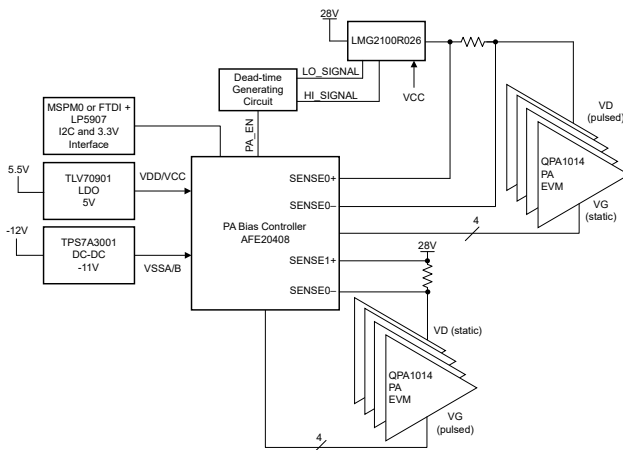 28V
LMG2100R026
LO_SIGNAL
HI_SIGNAL
VCC
Dead-time
Generating
Circuit
PA_EN
MSPM0 or FTDI +
LP5907
I2C and 3.3V
Interface
5.5V
TLV70901
LDO
5V
VDD/VCC
-12V
TPS7A3001
DC-DC
-11V
VSSA/B
PA Bias Controller
AFE20408
SENSE0+
SENSE0–
SENSE1+
SENSE0–
VD
(pulsed)
QPA1014
PA
EVM
VG
(static)
4
28V
VD (static)
QPA1014
PA
EVM
VG
(pulsed)
4